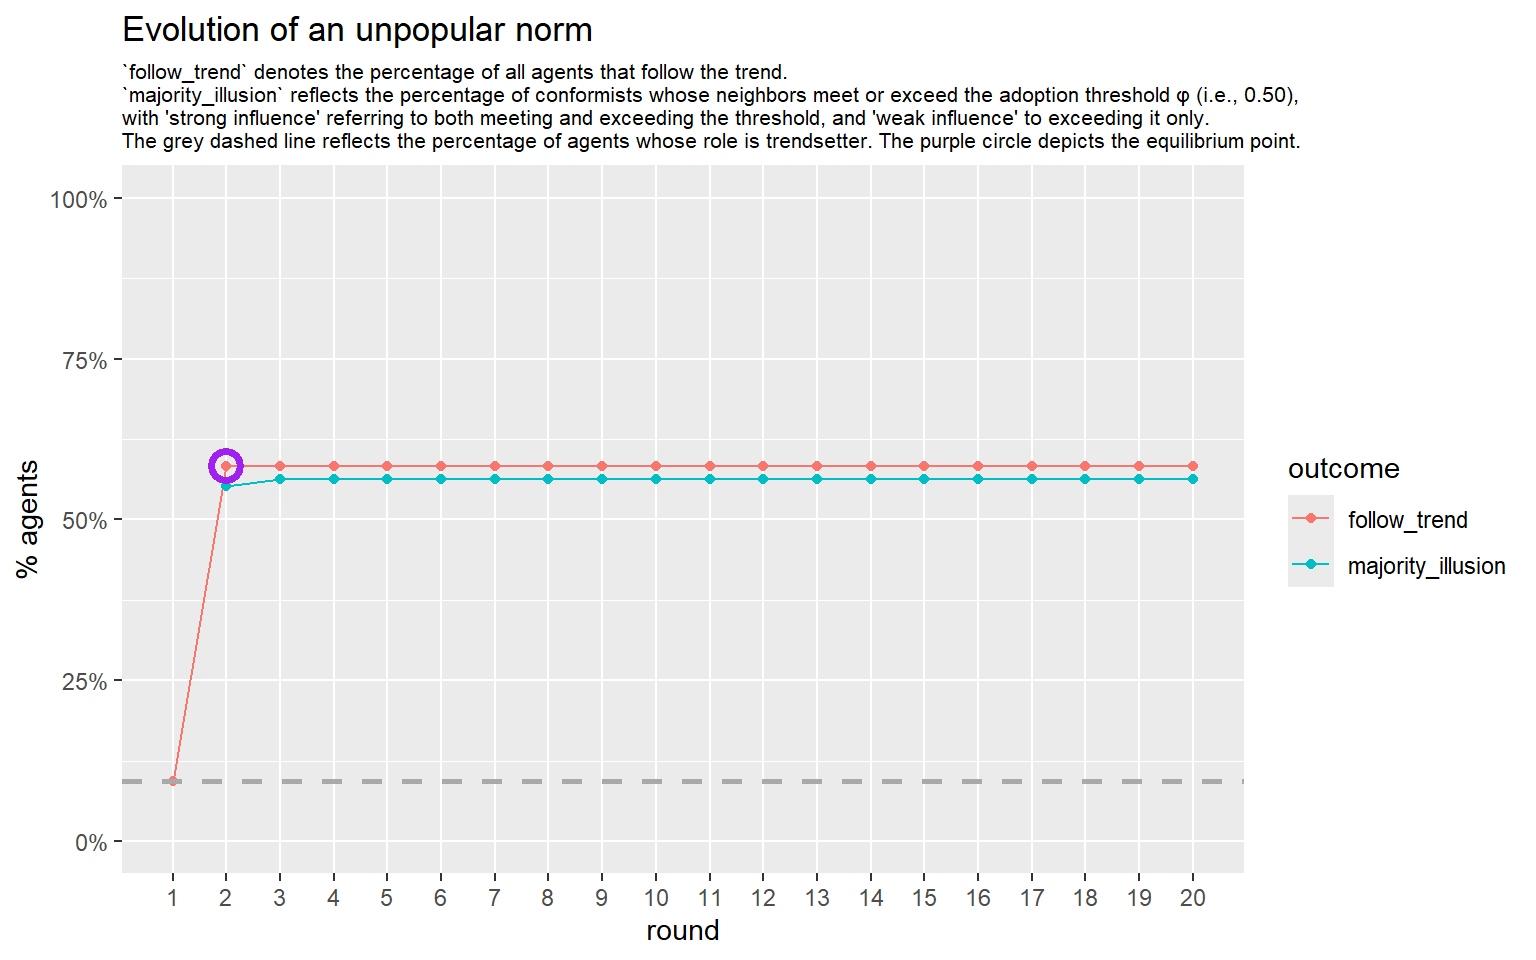 Evolution of an unpopular norm
`follow_trend` denotes the percentage of all agents that follow the trend.
`majority_illusion` reflects the percentage of conformists whose neighbors meet or exceed the adoption threshold φ (i.e., 0.50),
with 'strong influence' referring to both meeting and exceeding the threshold, and 'weak influence' to exceeding it only.
The grey dashed line reflects the percentage of agents whose role is trendsetter. The purple circle depicts the equilibrium point.
100%
75%
50%
25%
0%
% agents
1 2 3 4 5 6 7 8 9 10 11 12 13 14 15 16 17 18 19 20
round
outcome
follow_trend
majority_illusion